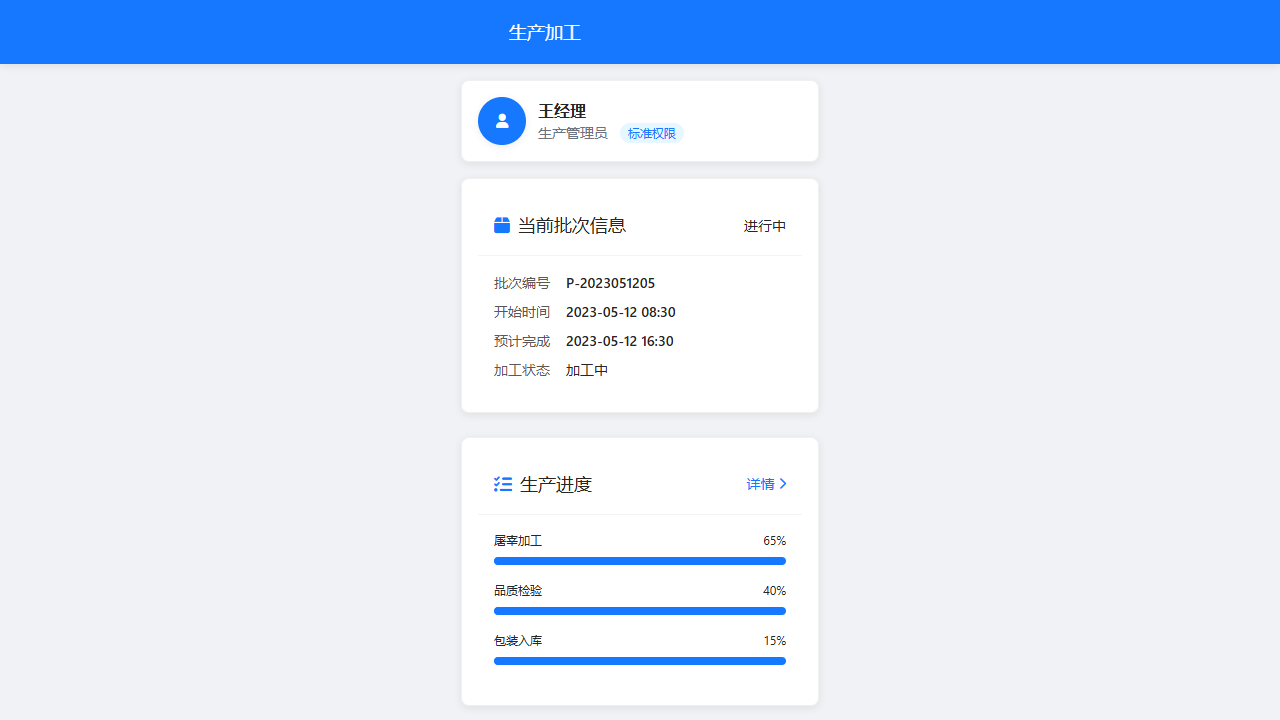 生产加工
王经理
生产管理员 标准权限
当前批次信息 进行中
批次编号 P-2023051205
开始时间 2023-05-12 08:30
预计完成 2023-05-12 16:30
加工状态 加工中
生产进度 详情
屠宰加工 65%
品质检验 40%
包装入库 15%